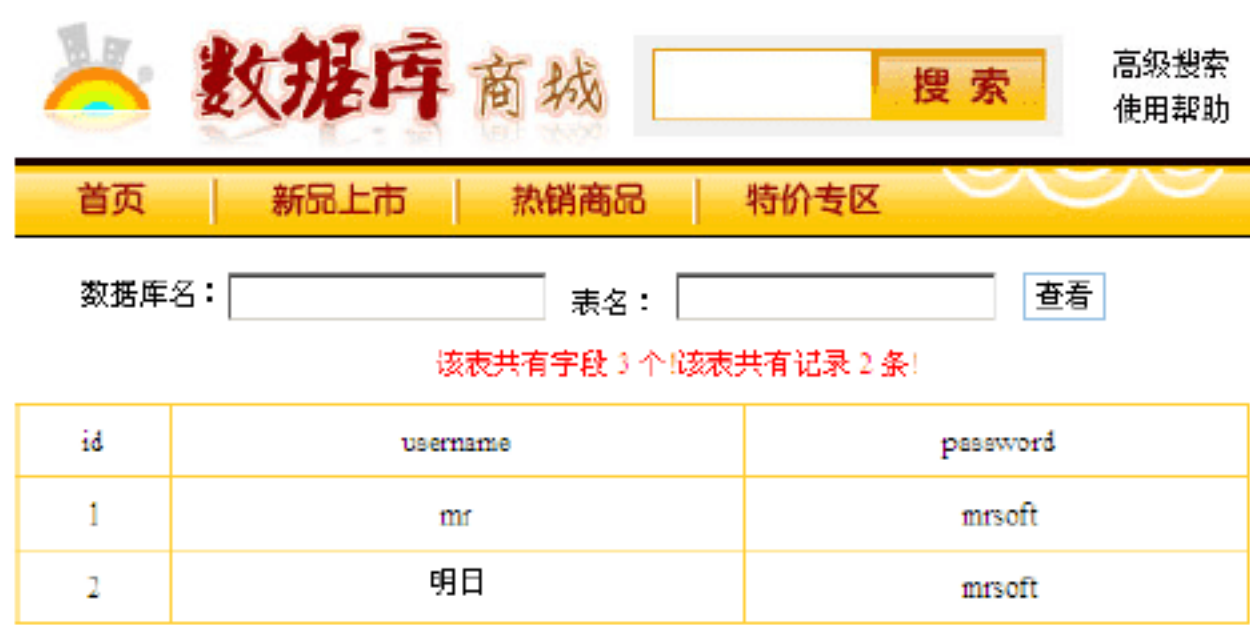 数据库商城 搜索 高级搜索
使用帮助
首页 新品上市 热销商品 特价专区
数据库名： 表名： 查看
该表共有字段 3 个!该表共有记录 2 条!
id username password
1 mr mrsoft
2 明日 mrsoft